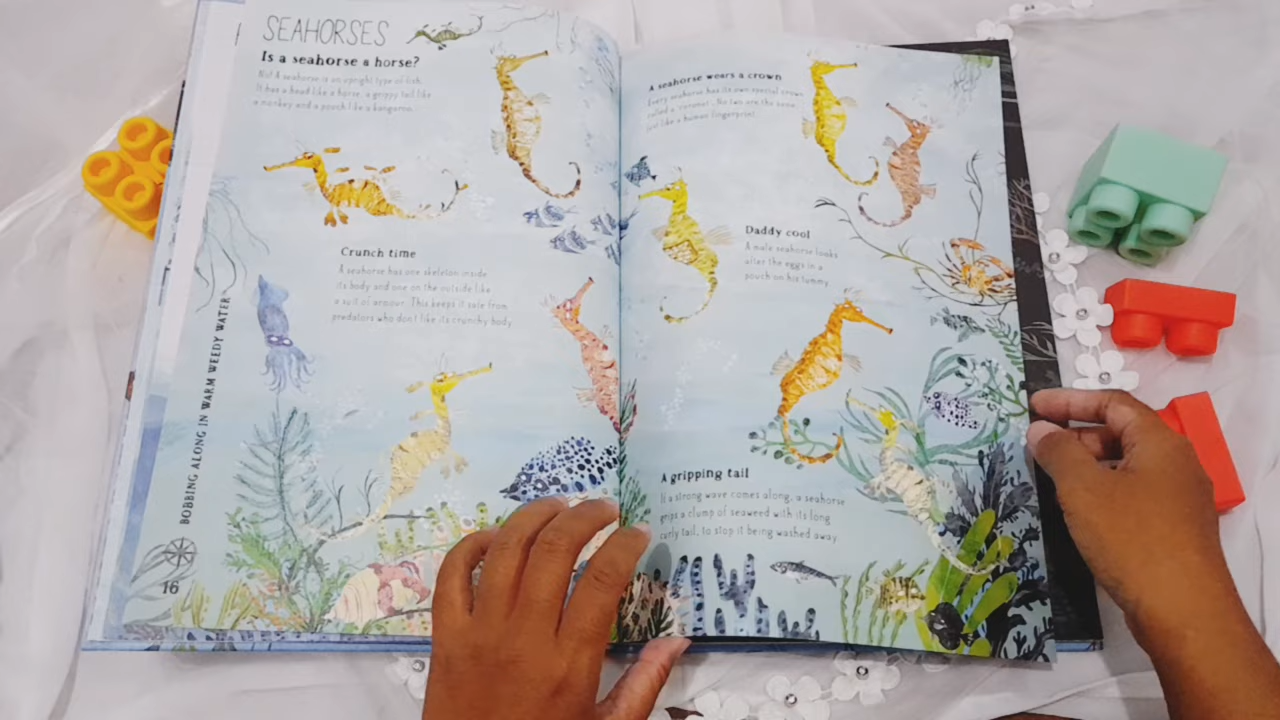 SEAHORSES
Is a seahorse a horse?
No! A seahorse is an upright type of fish.
It has a head like a horse, a grippy tail like
a monkey and a pouch like a kangaroo.
Crunch time
A seahorse has one skeleton inside
its body and one on the outside like
a suit of armour. This keeps it safe from
predators who don't like its crunchy body.
BOBBING ALONG IN WARM WEEDY WATER
16
A seahorse wears a crown
Every seahorse has its own special crown
called a 'coronet'. No two are the same,
just like a human fingerprint.
Daddy cool
A male seahorse looks
after the eggs in a
pouch on his tummy.
A gripping tail
If a strong wave comes along, a seahorse
grips a clump of seaweed with its long
curly tail, to stop it being washed away.